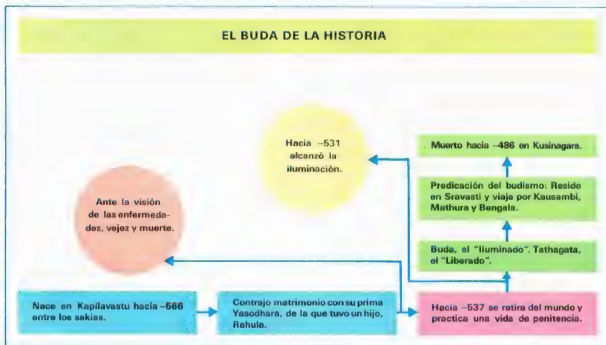 EL BUDA DE LA HISTORIA
Hacia –531
alcanzó la
iluminación.
Muerto hacia –486 en Kusinagara.
Ante la visión
de las enfermeda-
des, vejez y muerte.
Predicación del budismo: Reside
en Sravasti y viaja por Kausambi,
Mathura y Bengala.
Buda, el "Iluminado". Tathagata,
el "Liberado".
Nace en Kapilavastu hacia –566
entre los sakias.
Contrajo matrimonio con su prima
Yasodhara, de la que tuvo un hijo,
Rahula.
Hacia –537 se retira del mundo y
practica una vida de penitencia.